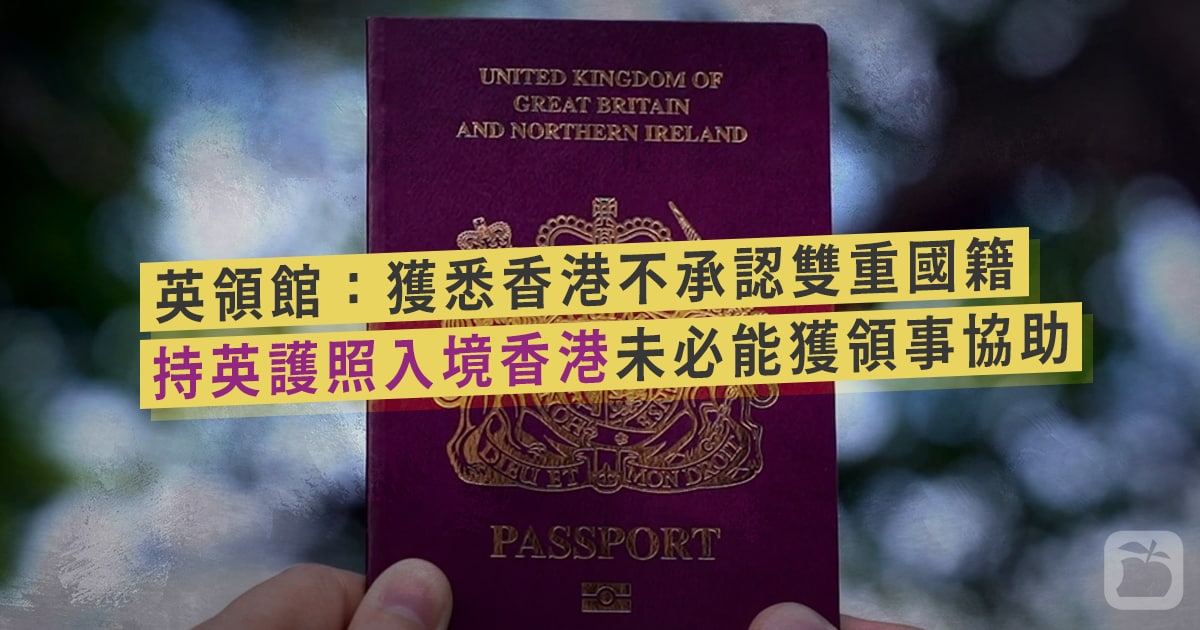 UNITED KINGDOM OF
GREAT BRITAIN
AND NORTHERN IRELAND
英領館：獲悉香港不承認雙重國籍
持英護照入境香港未必能獲領事協助
DIEU ET MON DROIT
PASSPORT